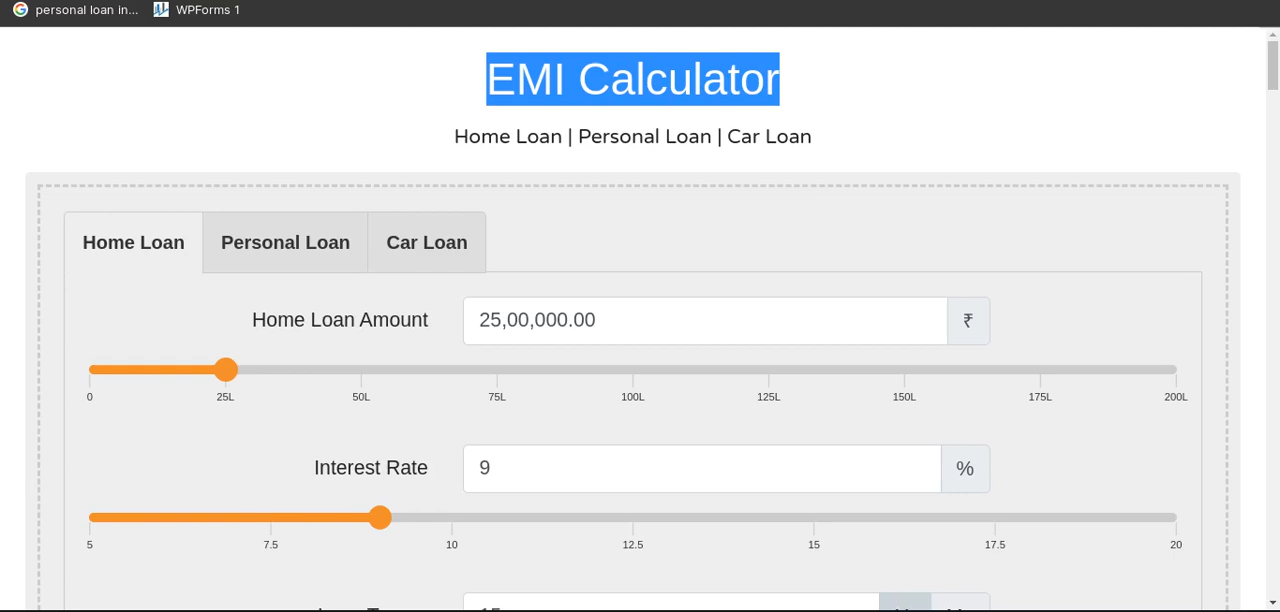 personal loan in... WPForms 1
EMI Calculator
Home Loan | Personal Loan | Car Loan
Home Loan Personal Loan Car Loan
Home Loan Amount 25,00,000.00 ₹
0 25L 50L 75L 100L 125L 150L 175L 200L
Interest Rate 9 %
5 7.5 10 12.5 15 17.5 20